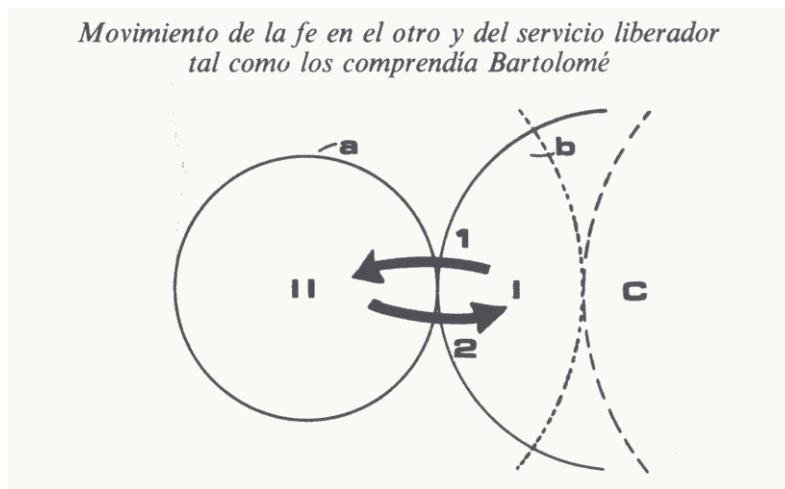 Movimiento de la fe en el otro y del servicio liberador
tal como los comprendía Bartolomé
a
b
1
II
I
C
2